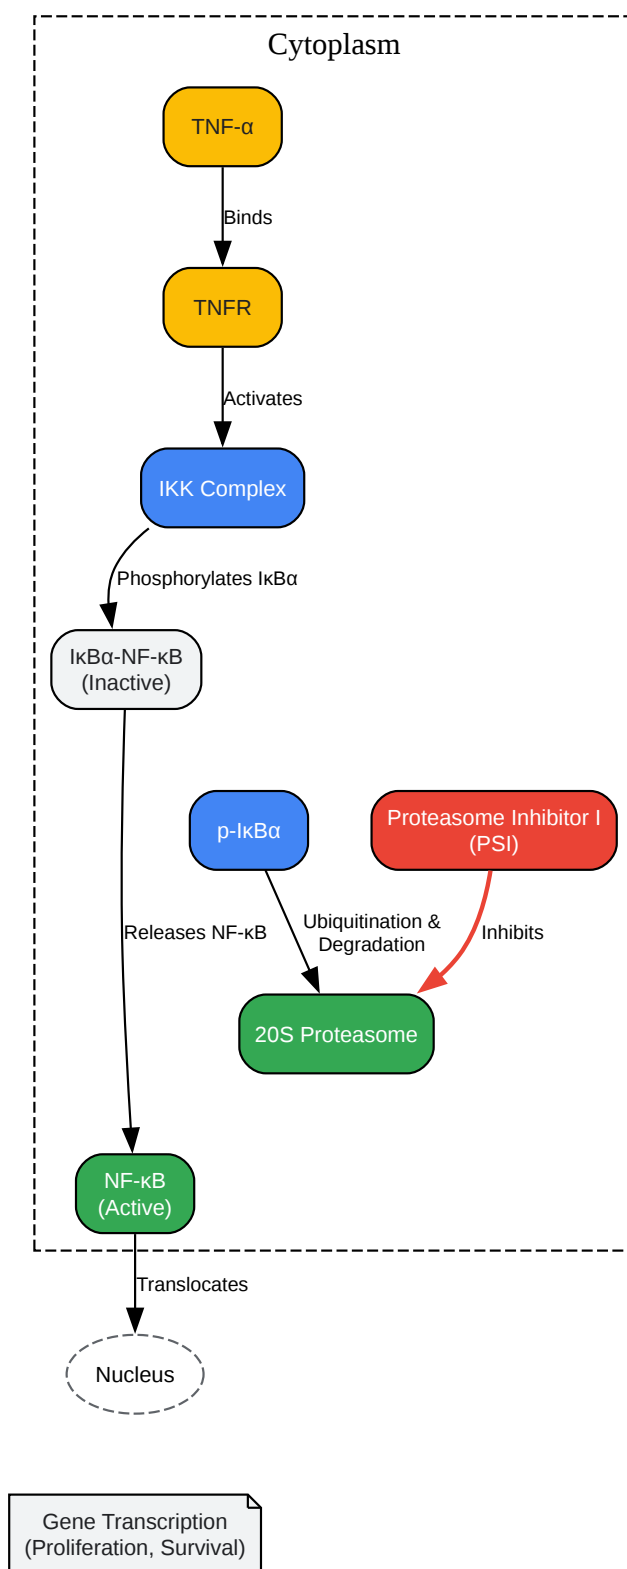 Cytoplasm
TNF-α
Binds
TNFR
Activates
IKK Complex
Phosphorylates IκBα
IκBα-NF-κB
(Inactive)
p-IκBα
Proteasome Inhibitor I
(PSI)
Releases NF-κB
Ubiquitination &
Degradation
Inhibits
20S Proteasome
NF-κB
(Active)
Translocates
Nucleus
Gene Transcription
(Proliferation, Survival)